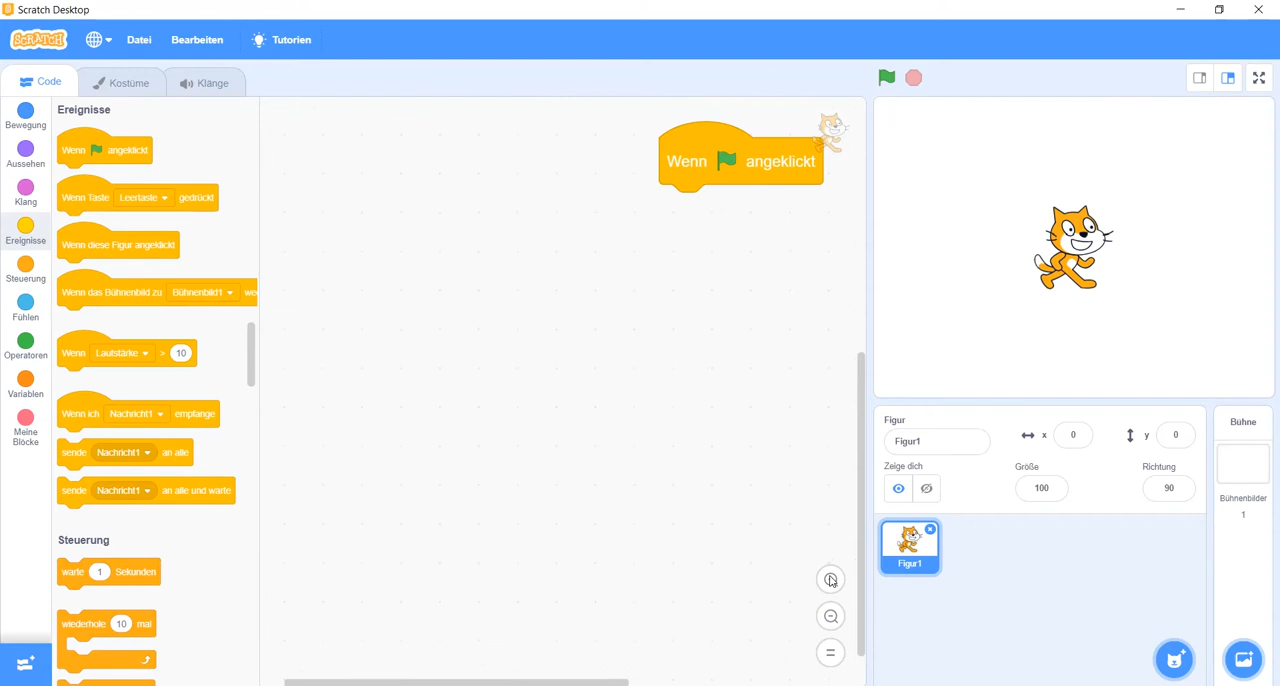 Scratch Desktop
SCRATCH
Datei
Bearbeiten
Tutorien
Code
Kostüme
Klänge
Bewegung
Aussehen
Klang
Ereignisse
Steuerung
Fühlen
Operatoren
Variablen
Meine
Blöcke
Ereignisse
Wenn angeklickt
Wenn Taste Leertaste gedrückt
Wenn diese Figur angeklickt
Wenn das Bühnenbild zu Bühnenbild1 we
Wenn Lautstärke > 10
Wenn ich Nachricht1 empfange
sende Nachricht1 an alle
sende Nachricht1 an alle und warte
Steuerung
warte 1 Sekunden
wiederhole 10 mal
Wenn angeklickt
Figur
Figur1
x 0
y 0
Zeige dich
Größe
100
Richtung
90
Figur1
Bühne
Bühnenbilder
1